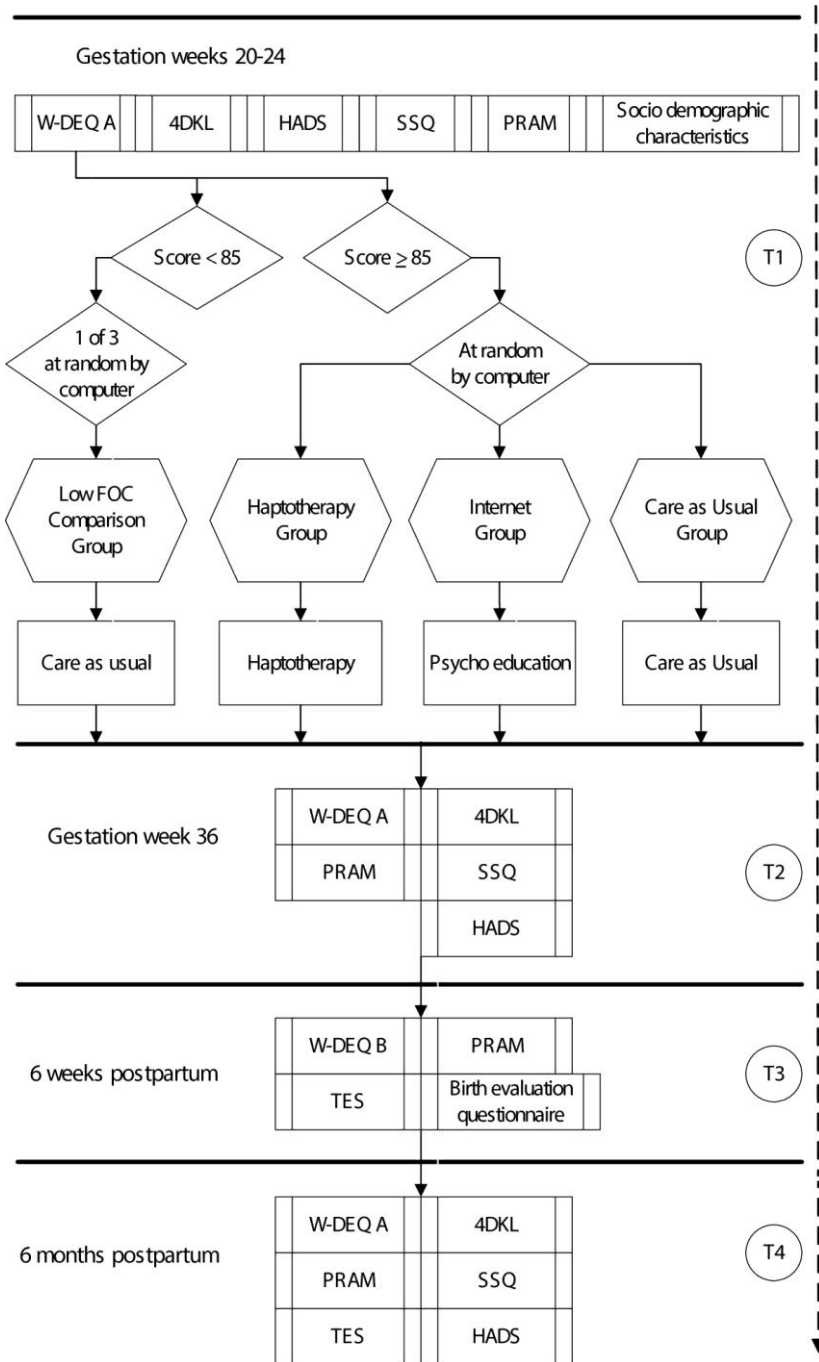 Gestation weeks 20-24
W-DEQ A 4DKL HADS SSQ PRAM Socio demographic
characteristics
Score < 85 Score ≥ 85 T1
1 of 3
at random by
computer
At random
by computer
Low FOC
Comparison
Group
Haptotherapy
Group
Internet
Group
Care as Usual
Group
Care as usual Haptotherapy Psycho education Care as Usual
Gestation week 36
W-DEQ A 4DKL
PRAM SSQ
HADS
T2
6 weeks postpartum
W-DEQ B PRAM
TES Birth evaluation
questionnaire
T3
6 months postpartum
W-DEQ A 4DKL
PRAM SSQ
TES HADS
T4